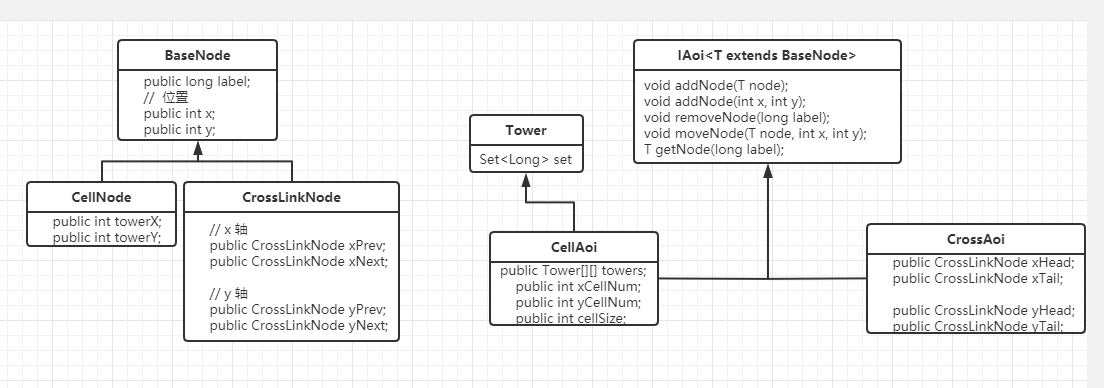 BaseNode
public long label;
// 位置
public int x;
public int y;
CellNode
public int towerX;
public int towerY;
CrossLinkNode
// x 轴
public CrossLinkNode xPrev;
public CrossLinkNode xNext;
// y 轴
public CrossLinkNode yPrev;
public CrossLinkNode yNext;
Tower
Set<Long> set
IAoi<T extends BaseNode>
void addNode(T node);
void addNode(int x, int y);
void removeNode(long label);
void moveNode(T node, int x, int y);
T getNode(long label);
CellAoi
public Tower[][] towers;
public int xCellNum;
public int yCellNum;
public int cellSize;
CrossAoi
public CrossLinkNode xHead;
public CrossLinkNode xTail;
public CrossLinkNode yHead;
public CrossLinkNode yTail;